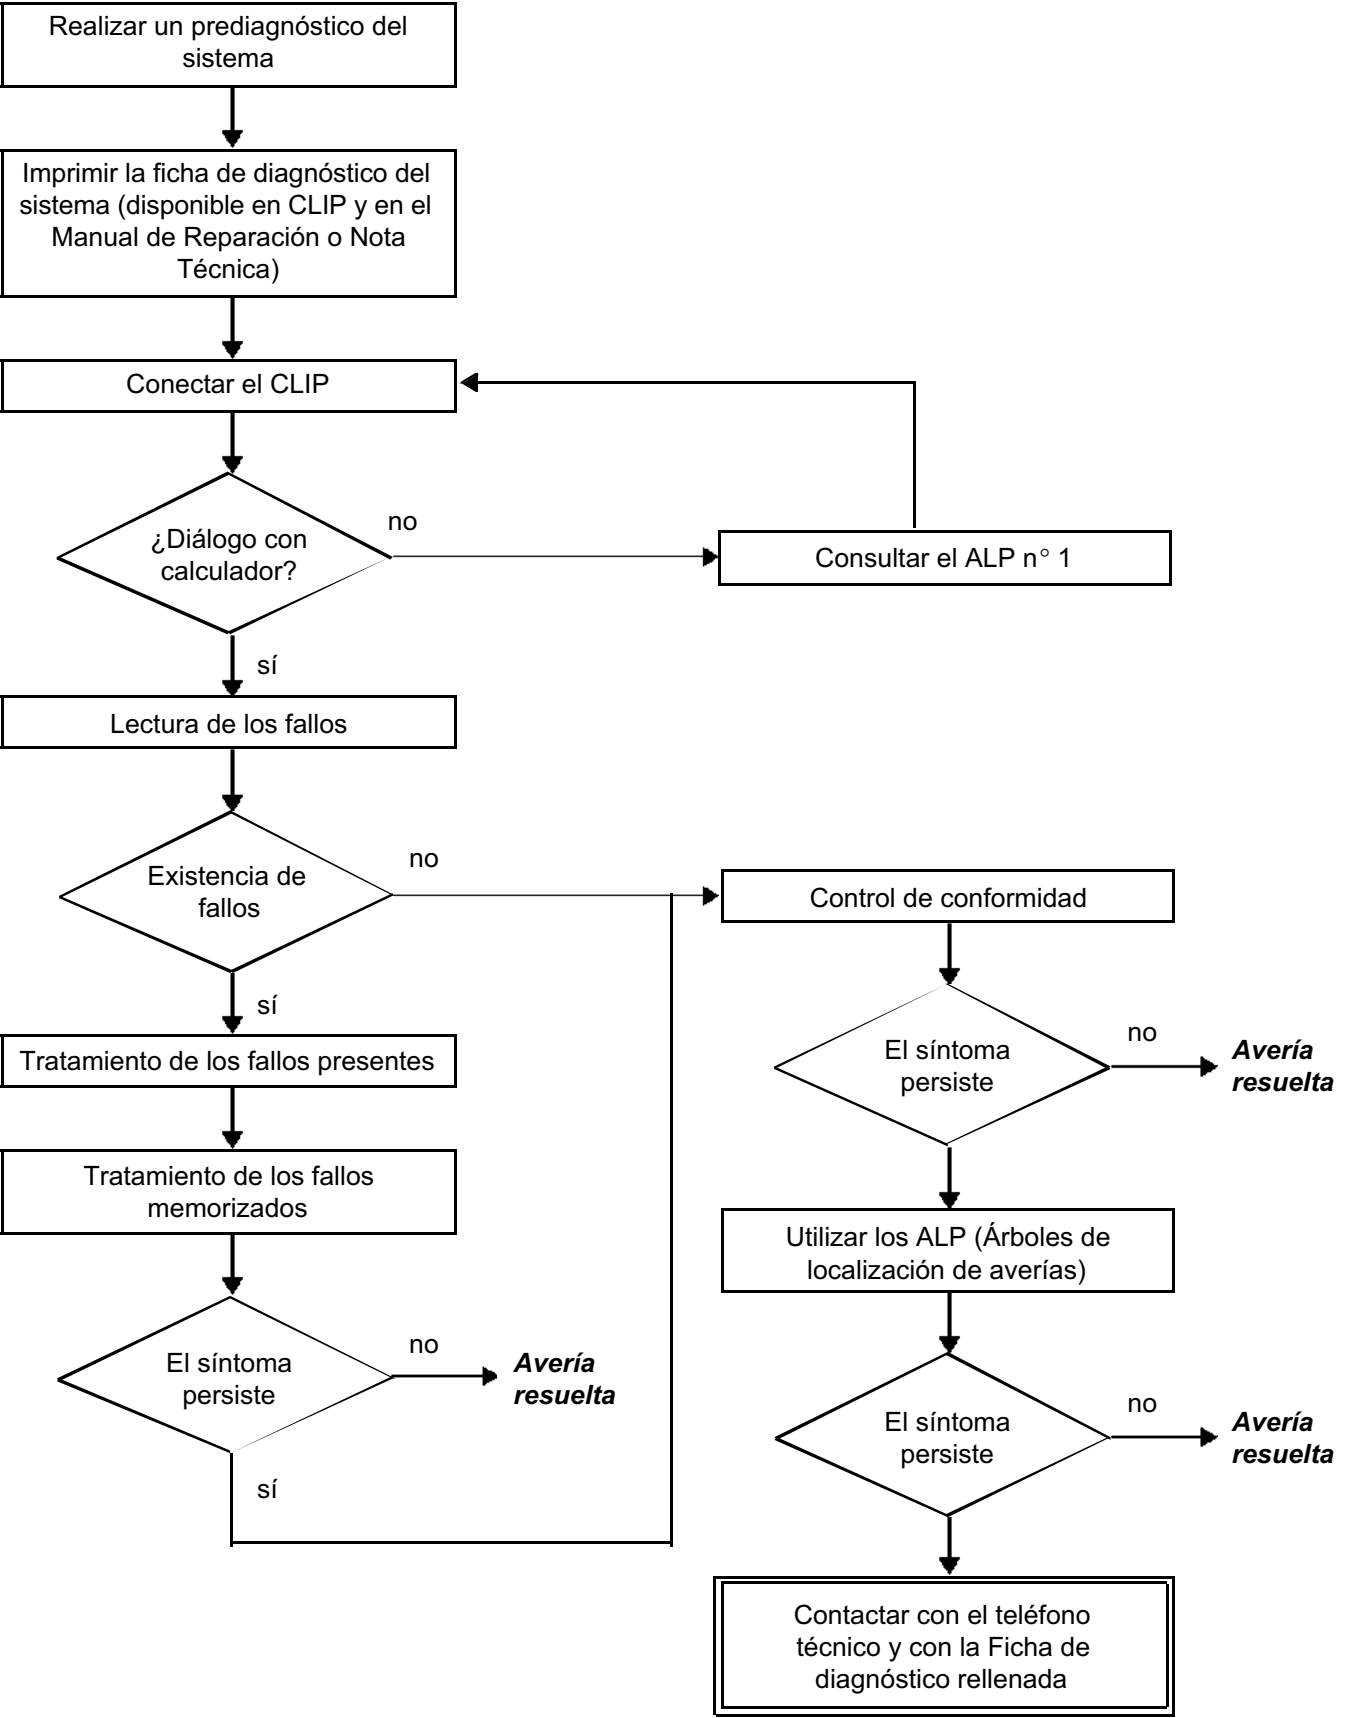 Realizar un prediagnóstico del
sistema
Imprimir la ficha de diagnóstico del
sistema (disponible en CLIP y en el
Manual de Reparación o Nota
Técnica)
Conectar el CLIP
¿Diálogo con
calculador?
no
Consultar el ALP n° 1
sí
Lectura de los fallos
Existencia de
fallos
no
Control de conformidad
sí
Tratamiento de los fallos presentes
Tratamiento de los fallos
memorizados
El síntoma
persiste
no
Avería
resuelta
sí
El síntoma
persiste
no
Avería
resuelta
Utilizar los ALP (Árboles de
localización de averías)
El síntoma
persiste
no
Avería
resuelta
Contactar con el teléfono
técnico y con la Ficha de
diagnóstico rellenada